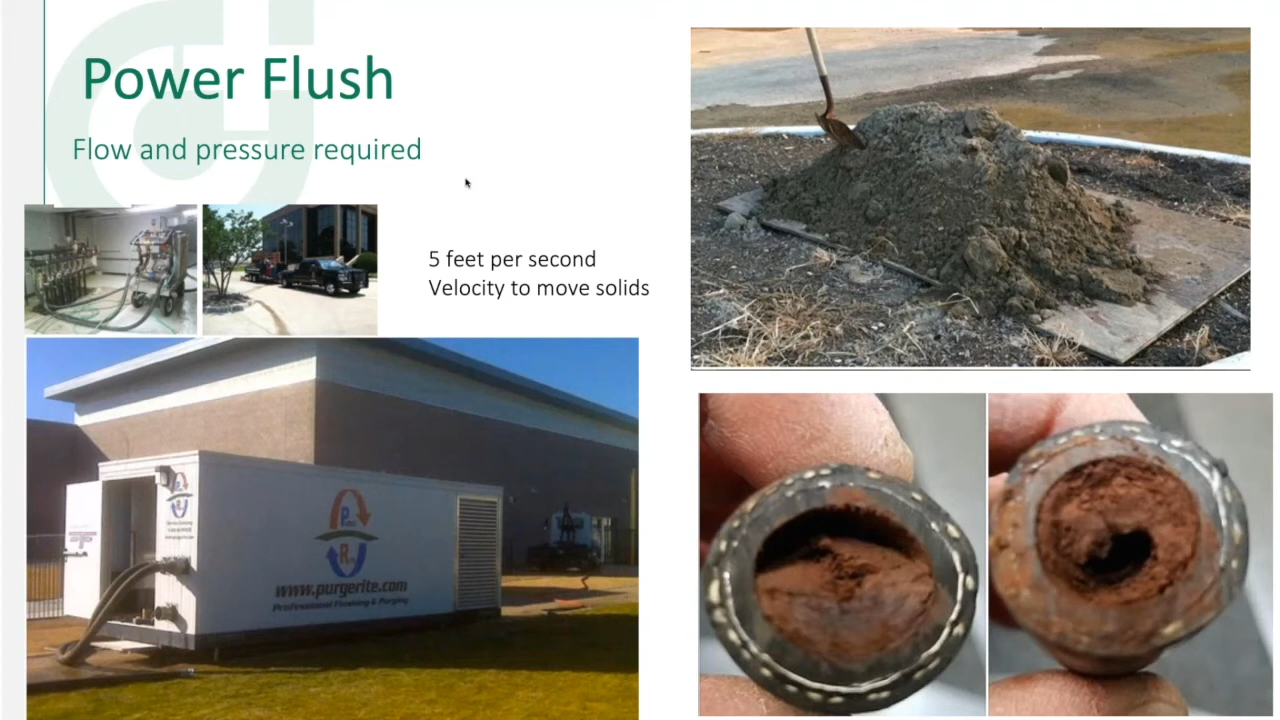 Power Flush
Flow and pressure required
5 feet per second
Velocity to move solids
www.purgerite.com
Professional Flushing & Purging